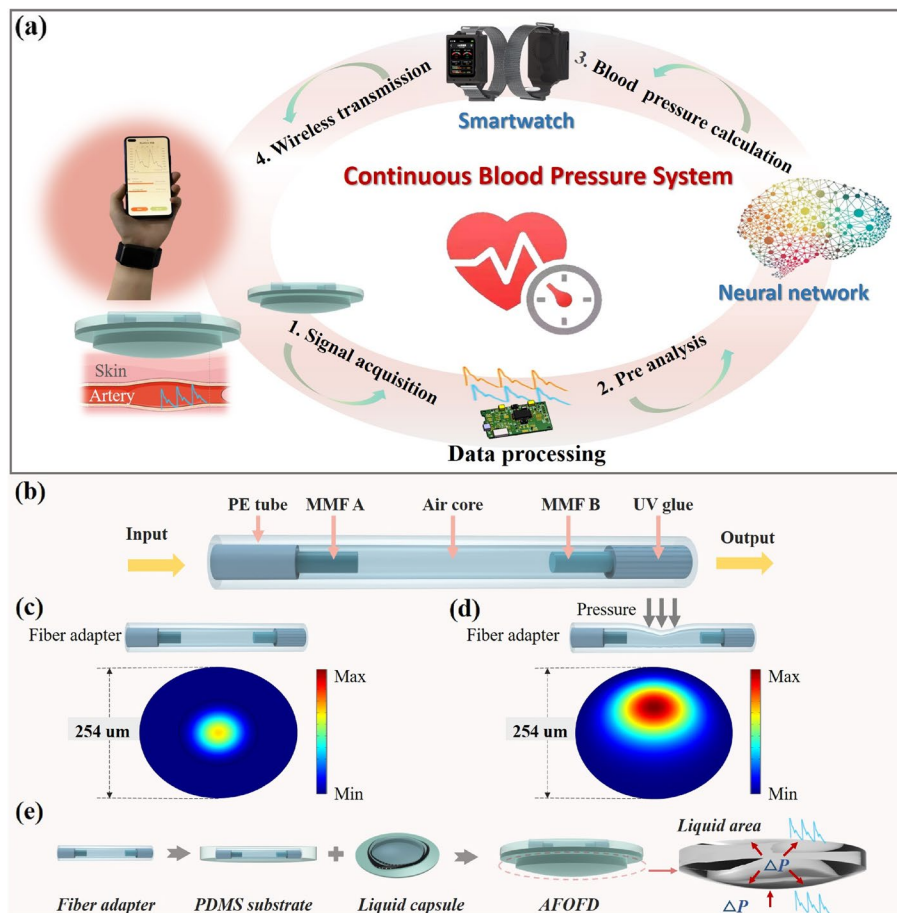 (a)
4. Wireless transmission
3. Blood pressure calculation
Smartwatch
Continuous Blood Pressure System
Neural network
1. Signal acquisition
2. Pre analysis
Skin
Artery
Data processing
(b)
PE tube
MMF A
Air core
MMF B
UV glue
Input
Output
(c)
Fiber adapter
Max
254 um
Min
(d)
Pressure
Fiber adapter
Max
254 um
Min
(e)
Liquid area
△P
△P
Fiber adapter
PDMS substrate
+
Liquid capsule
AFOFD